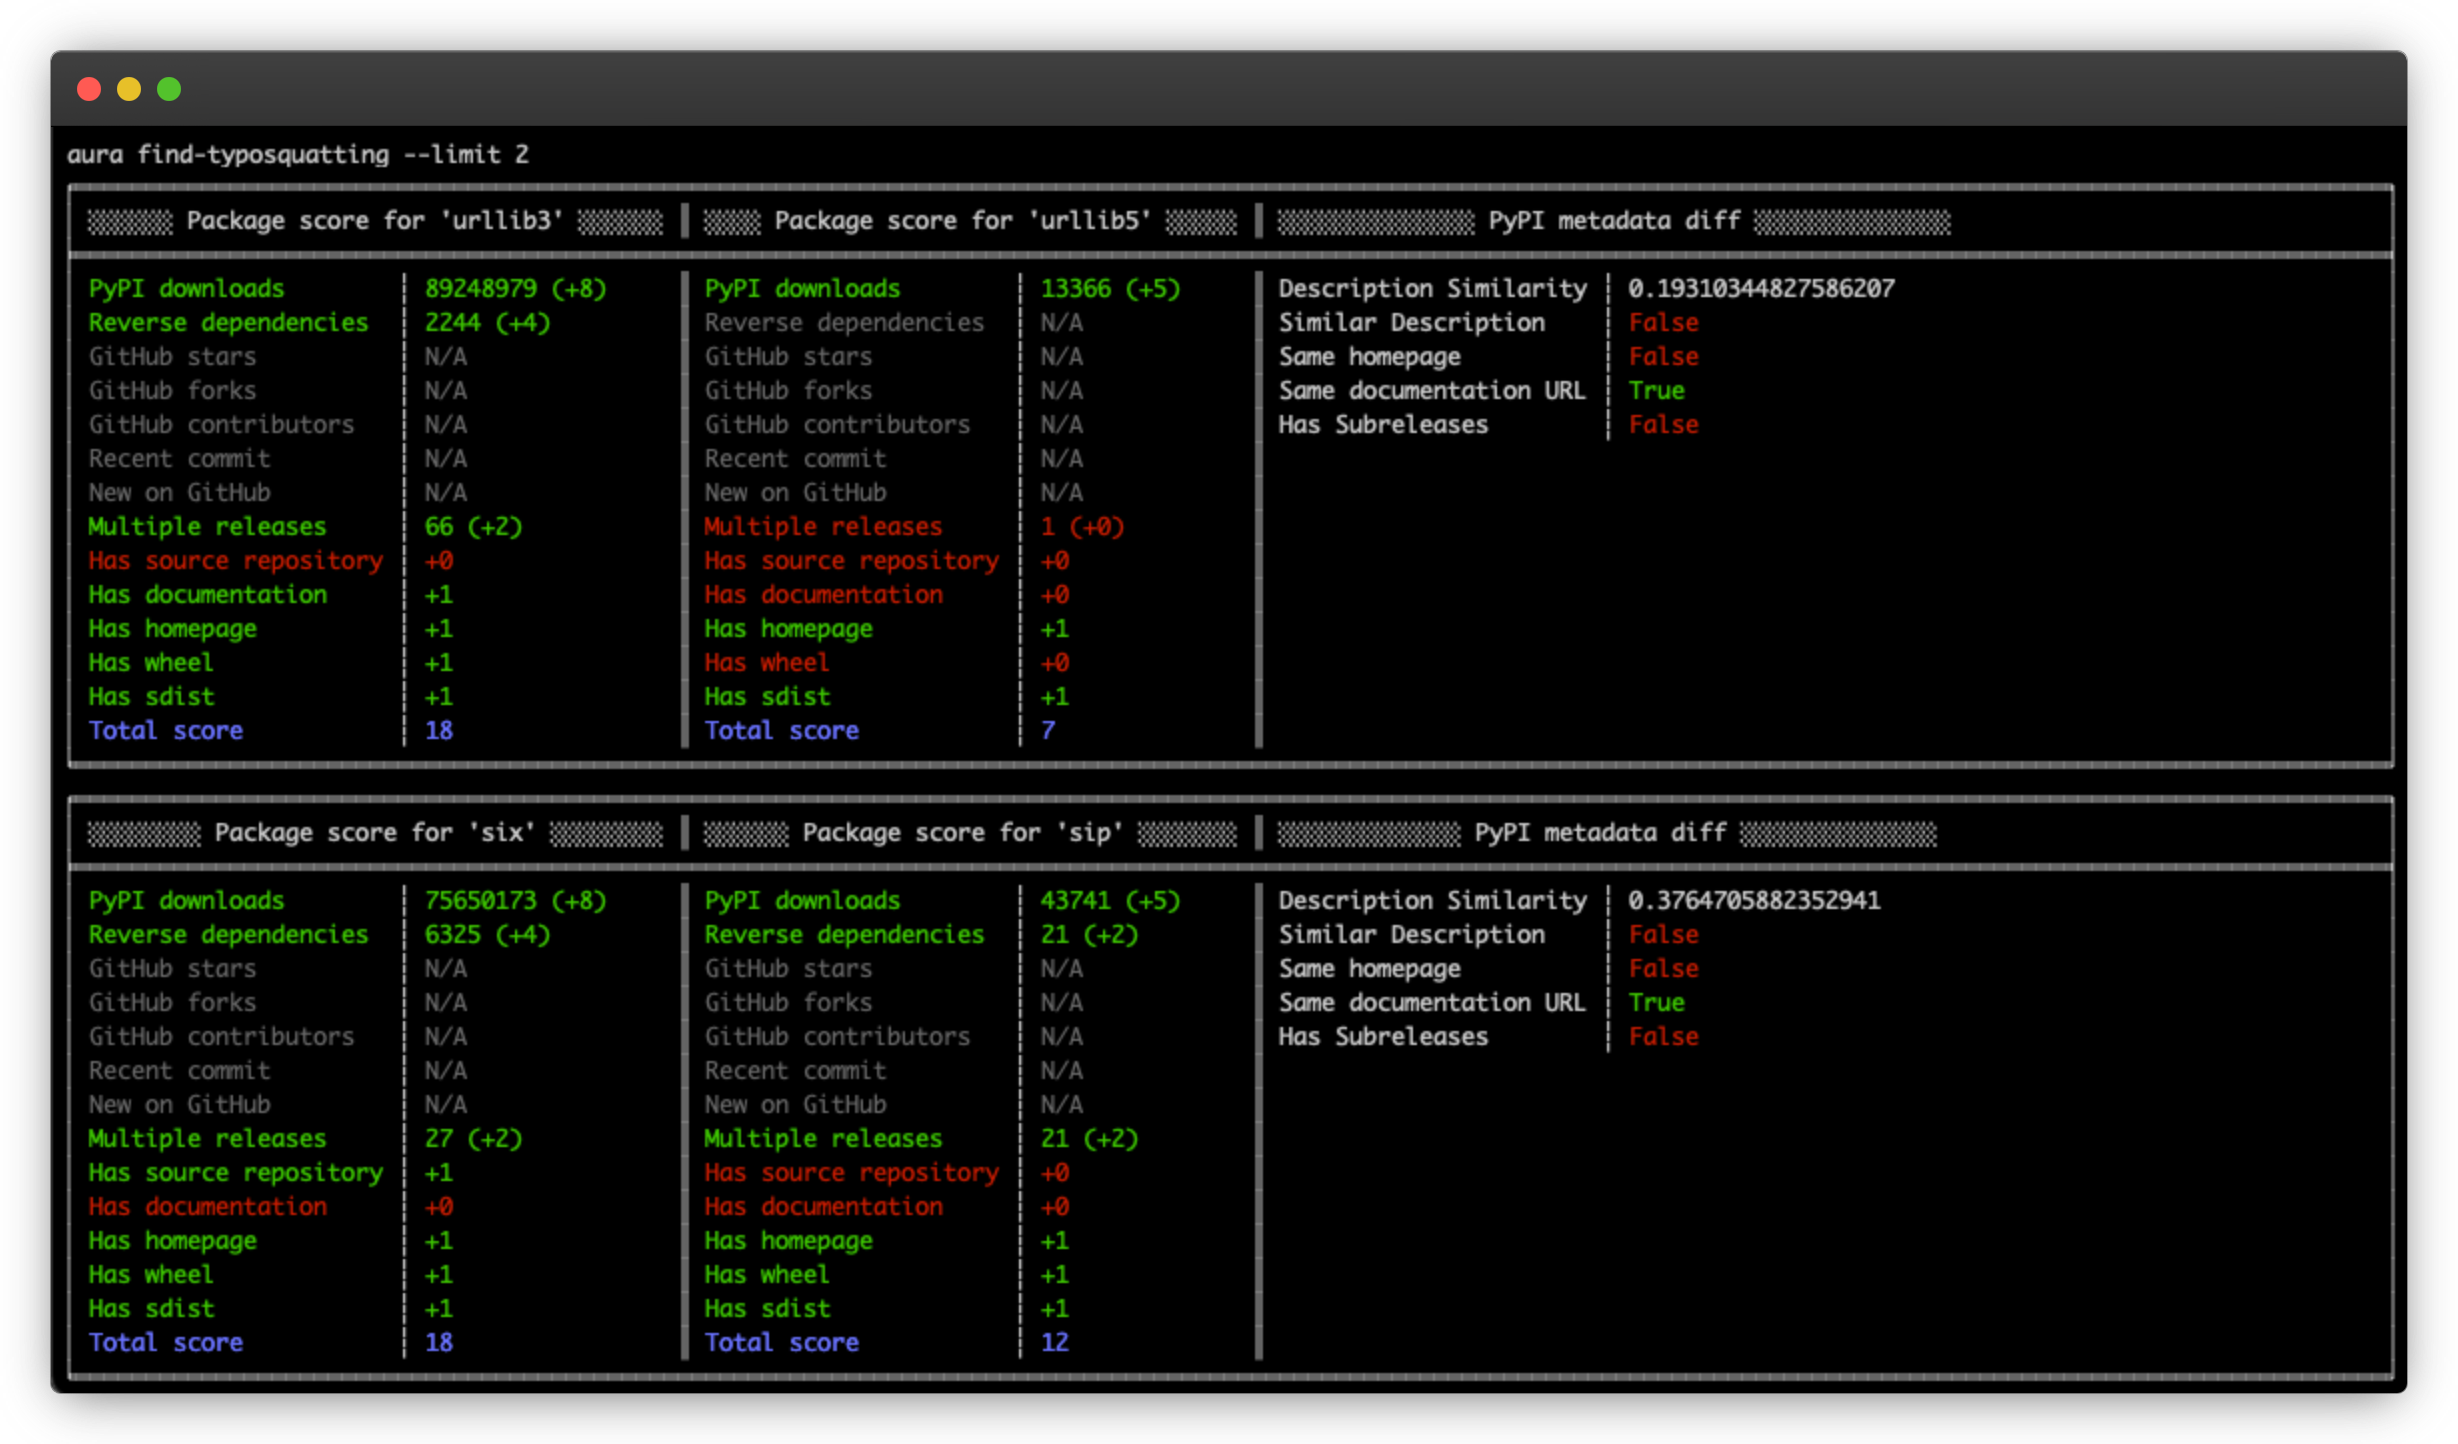 aura find-typosquatting --limit 2
Package score for 'urllib3' Package score for 'urllib5' PyPI metadata diff
PyPI downloads 89248979 (+8) PyPI downloads 13366 (+5) Description Similarity 0.19310344827586207
Reverse dependencies 2244 (+4) Reverse dependencies N/A Similar Description False
GitHub stars N/A GitHub stars N/A Same homepage False
GitHub forks N/A GitHub forks N/A Same documentation URL True
GitHub contributors N/A GitHub contributors N/A Has Subreleases False
Recent commit N/A Recent commit N/A
New on GitHub N/A New on GitHub N/A
Multiple releases 66 (+2) Multiple releases 1 (+0)
Has source repository +0 Has source repository +0
Has documentation +1 Has documentation +0
Has homepage +1 Has homepage +1
Has wheel +1 Has wheel +0
Has sdist +1 Has sdist +1
Total score 18 Total score 7
Package score for 'six' Package score for 'sip' PyPI metadata diff
PyPI downloads 75650173 (+8) PyPI downloads 43741 (+5) Description Similarity 0.3764705882352941
Reverse dependencies 6325 (+4) Reverse dependencies 21 (+2) Similar Description False
GitHub stars N/A GitHub stars N/A Same homepage False
GitHub forks N/A GitHub forks N/A Same documentation URL True
GitHub contributors N/A GitHub contributors N/A Has Subreleases False
Recent commit N/A Recent commit N/A
New on GitHub N/A New on GitHub N/A
Multiple releases 27 (+2) Multiple releases 21 (+2)
Has source repository +1 Has source repository +0
Has documentation +0 Has documentation +0
Has homepage +1 Has homepage +1
Has wheel +1 Has wheel +1
Has sdist +1 Has sdist +1
Total score 18 Total score 12